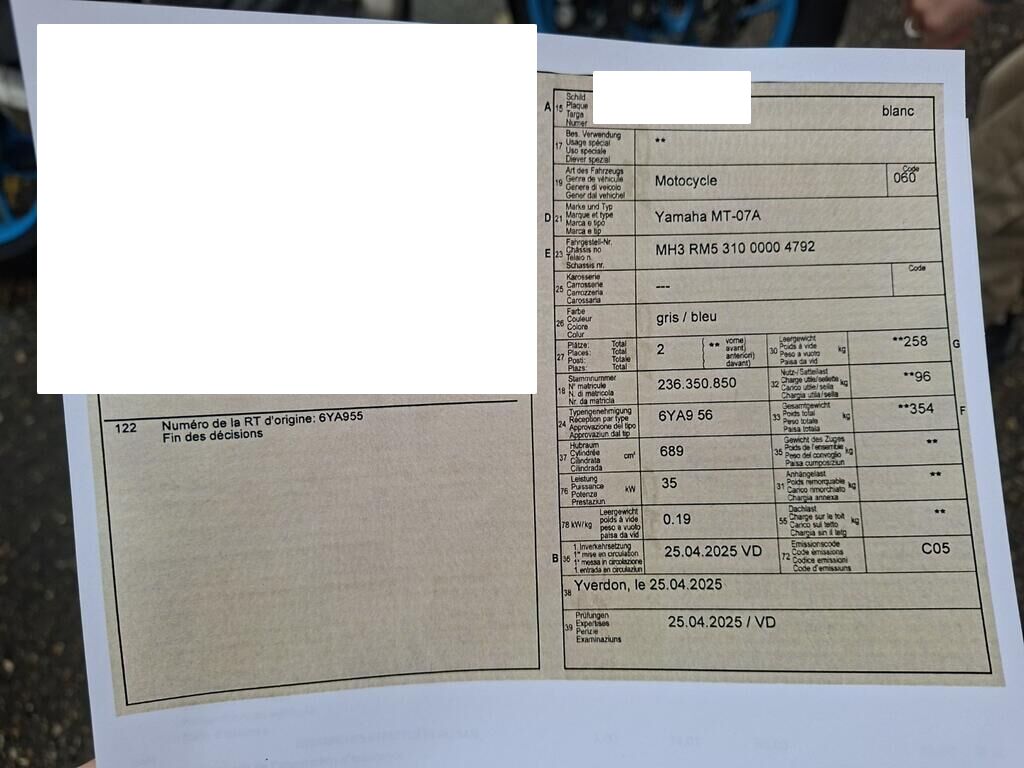 122 Numéro de la RT d'origine: 6YA955
Fin des décisions
A 15 Schild
Plaque
Targa
Numer
blanc
17 Bes. Verwendung
Usage spécial
Uso speciale
Diever spezial
**
19 Art des Fahrzeugs
Genre de véhicule
Genere di veicolo
Gener dal vehichel
Motocycle
Code
060
D 21 Marke und Typ
Marque et type
Marca e tipo
Marca e tip
Yamaha MT-07A
E 23 Fahrgestell-Nr.
Châssis no
Telaio n.
Schassis nr.
MH3 RM5 310 0000 4792
25 Karosserie
Carrosserie
Carrozzeria
Carossaria
---
Code
26 Farbe
Couleur
Colore
Colur
gris / bleu
27 Plätze: Total
Places: Total
Posti: Totale
Plazs: Total
2
** vorne)
avant)
anteriori)
davant)
30 Leergewicht
Poids à vide
Peso a vuoto
Paisa da vid
kg
**258
G
18 Stammnummer
N° matricule
N. di matricola
Nr. da matricla
236.350.850
32 Nutz-/Sattellast
Charge utile/sellette
Carico utile/sella
Chargia utila/sella
kg
**96
24 Typengenehmigung
Réception par type
Approvazione del tipo
Approvaziun dal tip
6YA9 56
33 Gesamtgewicht
Poids total
Peso totale
Paisa totala
kg
**354
F
37 Hubraum
Cylindrée
Cilindrata
Cilindrada
cm³
689
35 Gewicht des Zuges
Poids de l'ensemble
Peso del convoglio
Paisa cumposiziun
kg
**
76 Leistung
Puissance
Potenza
Prestaziun
kW
35
31 Anhängelast
Poids remorquable
Carico rimorchiato
Chargia annexa
kg
**
78 kW/kg Leergewicht
poids à vide
peso a vuoto
paisa da vid
0.19
55 Dachlast
Charge sur le toit
Carico sul tetto
Chargia sin il tetg
kg
**
B 36 1. Inverkehrsetzung
1re mise en circulation
1a messa in circolazione
1. entrada en circulaziun
25.04.2025 VD
72 Emissionscode
Code émissions
Codice emissioni
Code d'emissiuns
C05
38 Yverdon, le 25.04.2025
39 Prüfungen
Expertises
Perizie
Examinaziuns
25.04.2025 / VD